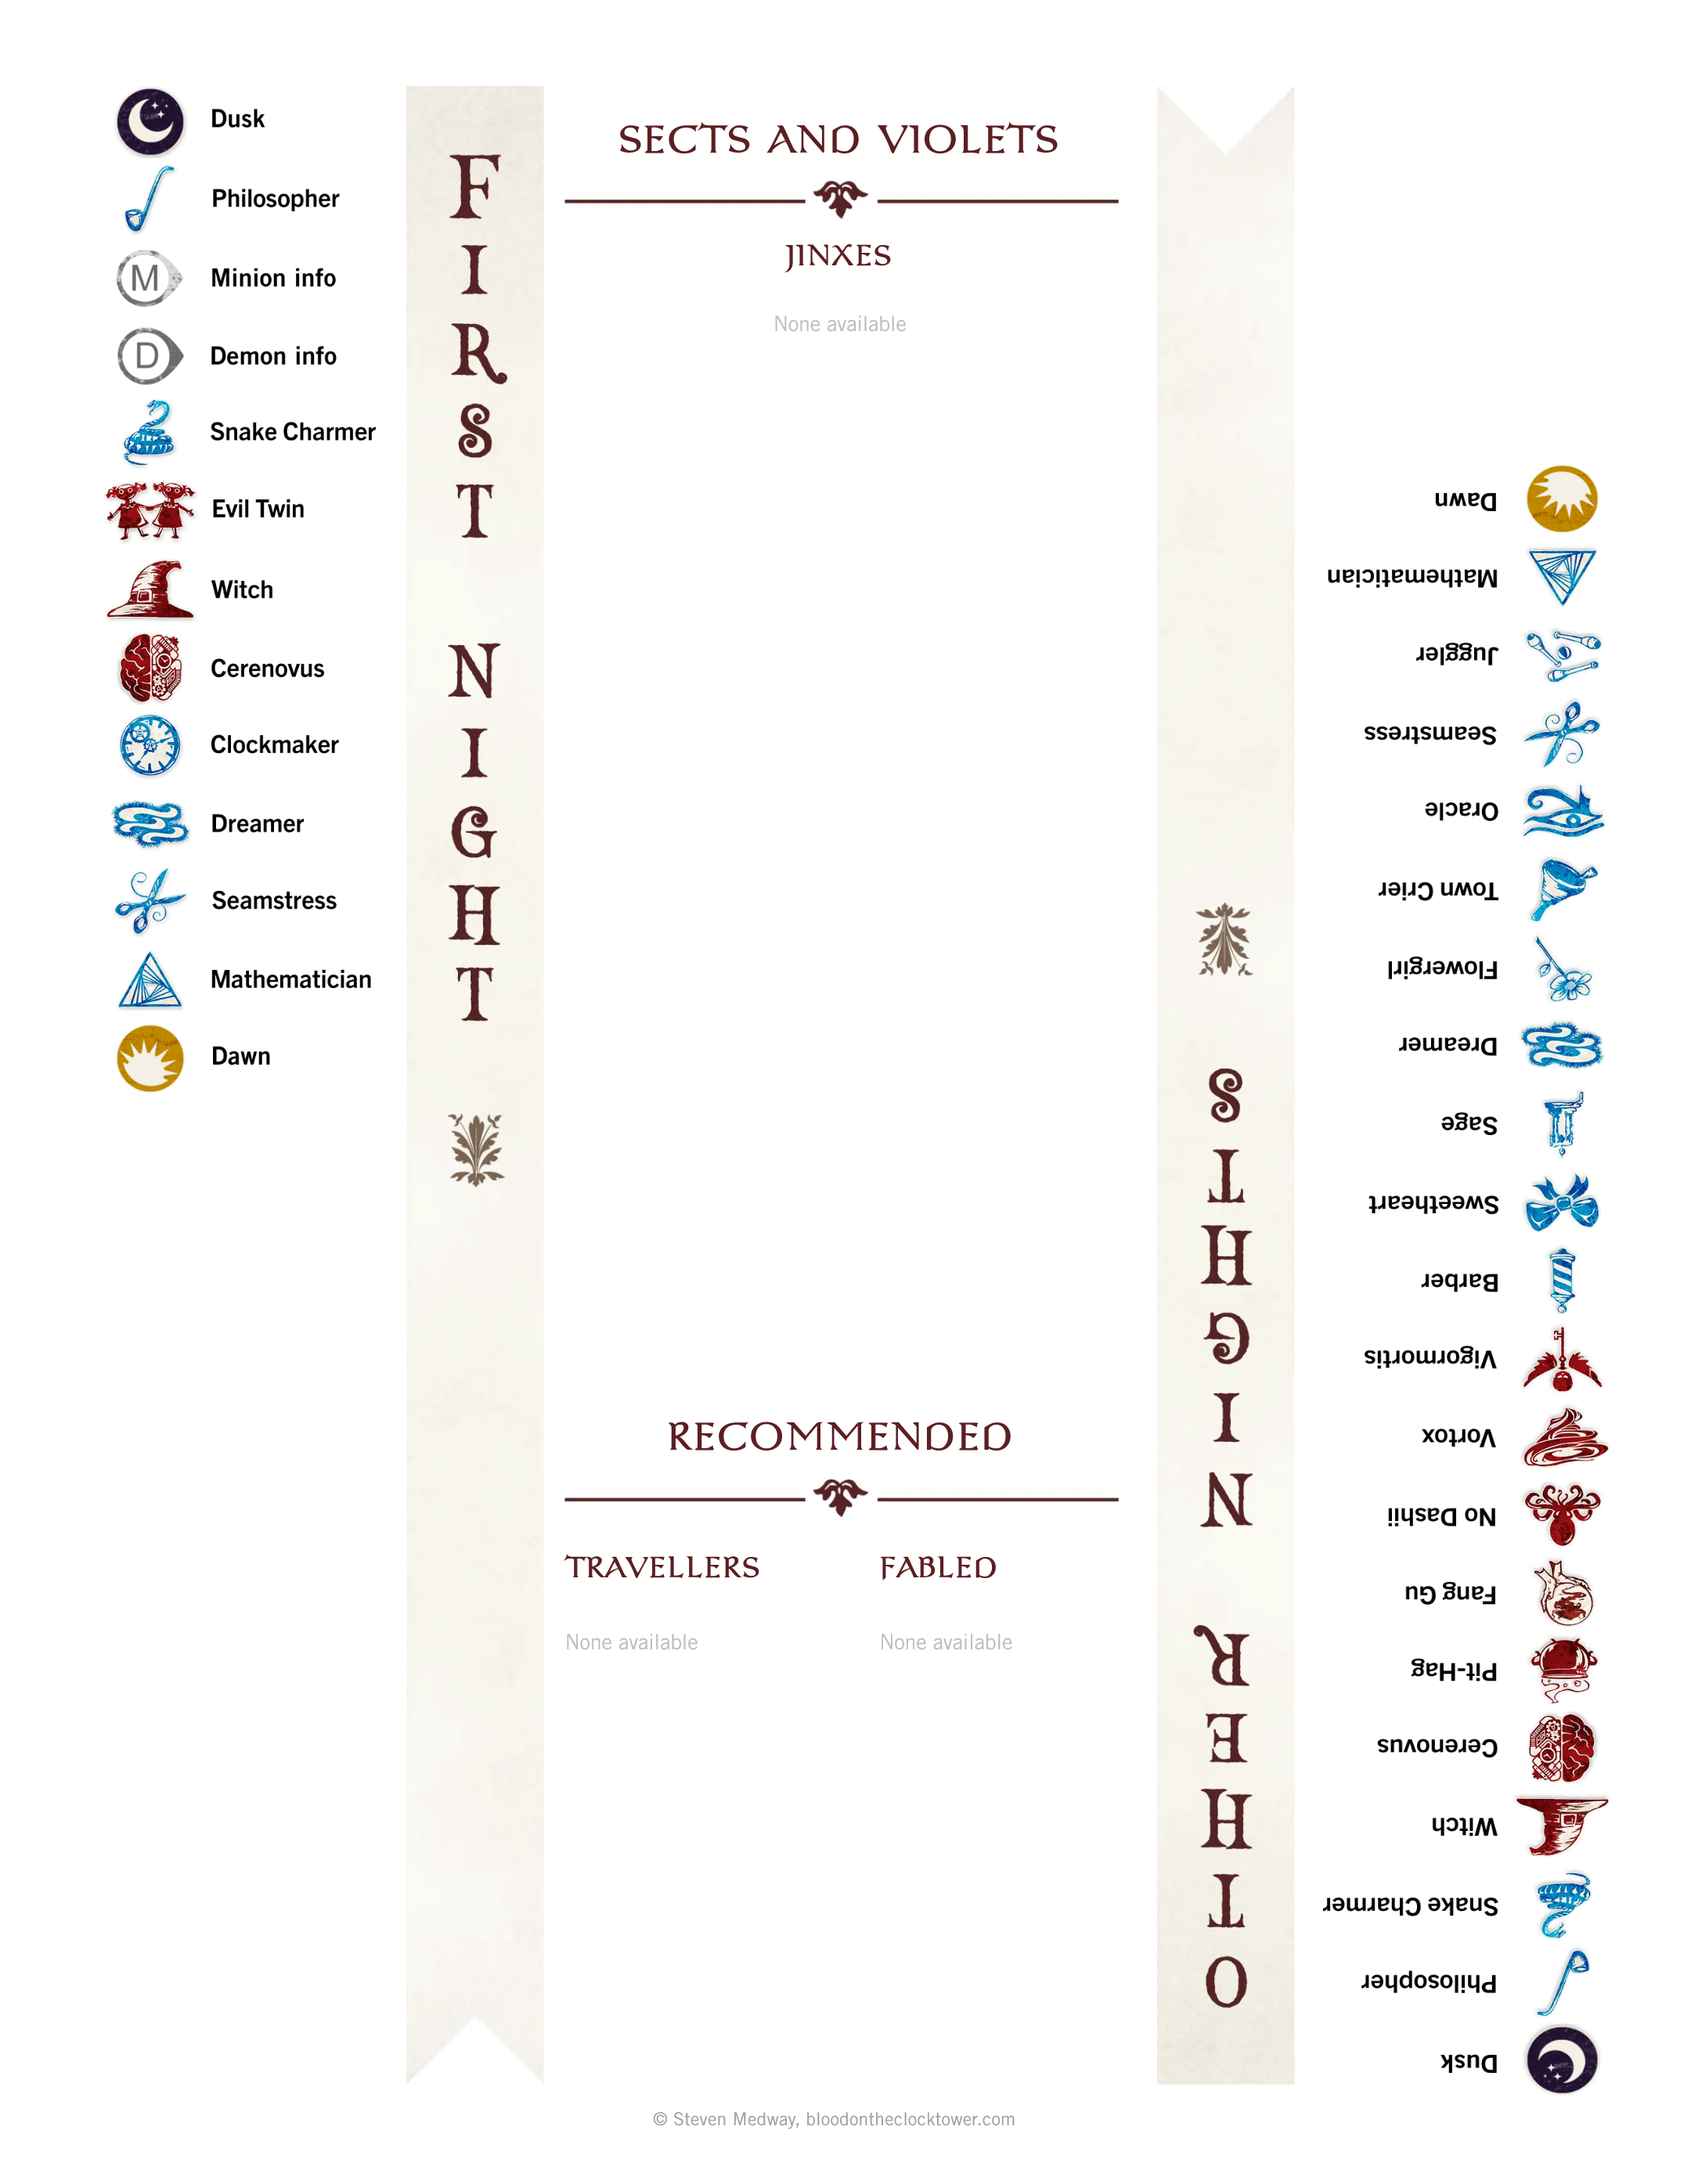 Dusk
Philosopher
M
Minion info
D
Demon info
Snake Charmer
Evil Twin
Witch
Cerenovus
Clockmaker
Dreamer
Seamstress
Mathematician
Dawn
FIRST NIGHT
SECTS AND VIOLETS
JINXES
None available
RECOMMENDED
TRAVELLERS
None available
FABLED
None available
OTHER NIGHTS
Dusk
Philosopher
Snake Charmer
Witch
Cerenovus
Pit-Hag
Fang Gu
No Dashii
Vortox
Vigormortis
Barber
Sweetheart
Sage
Dreamer
Flowergirl
Town Crier
Oracle
Seamstress
Juggler
Mathematician
Dawn
© Steven Medway, bloodontheclocktower.com